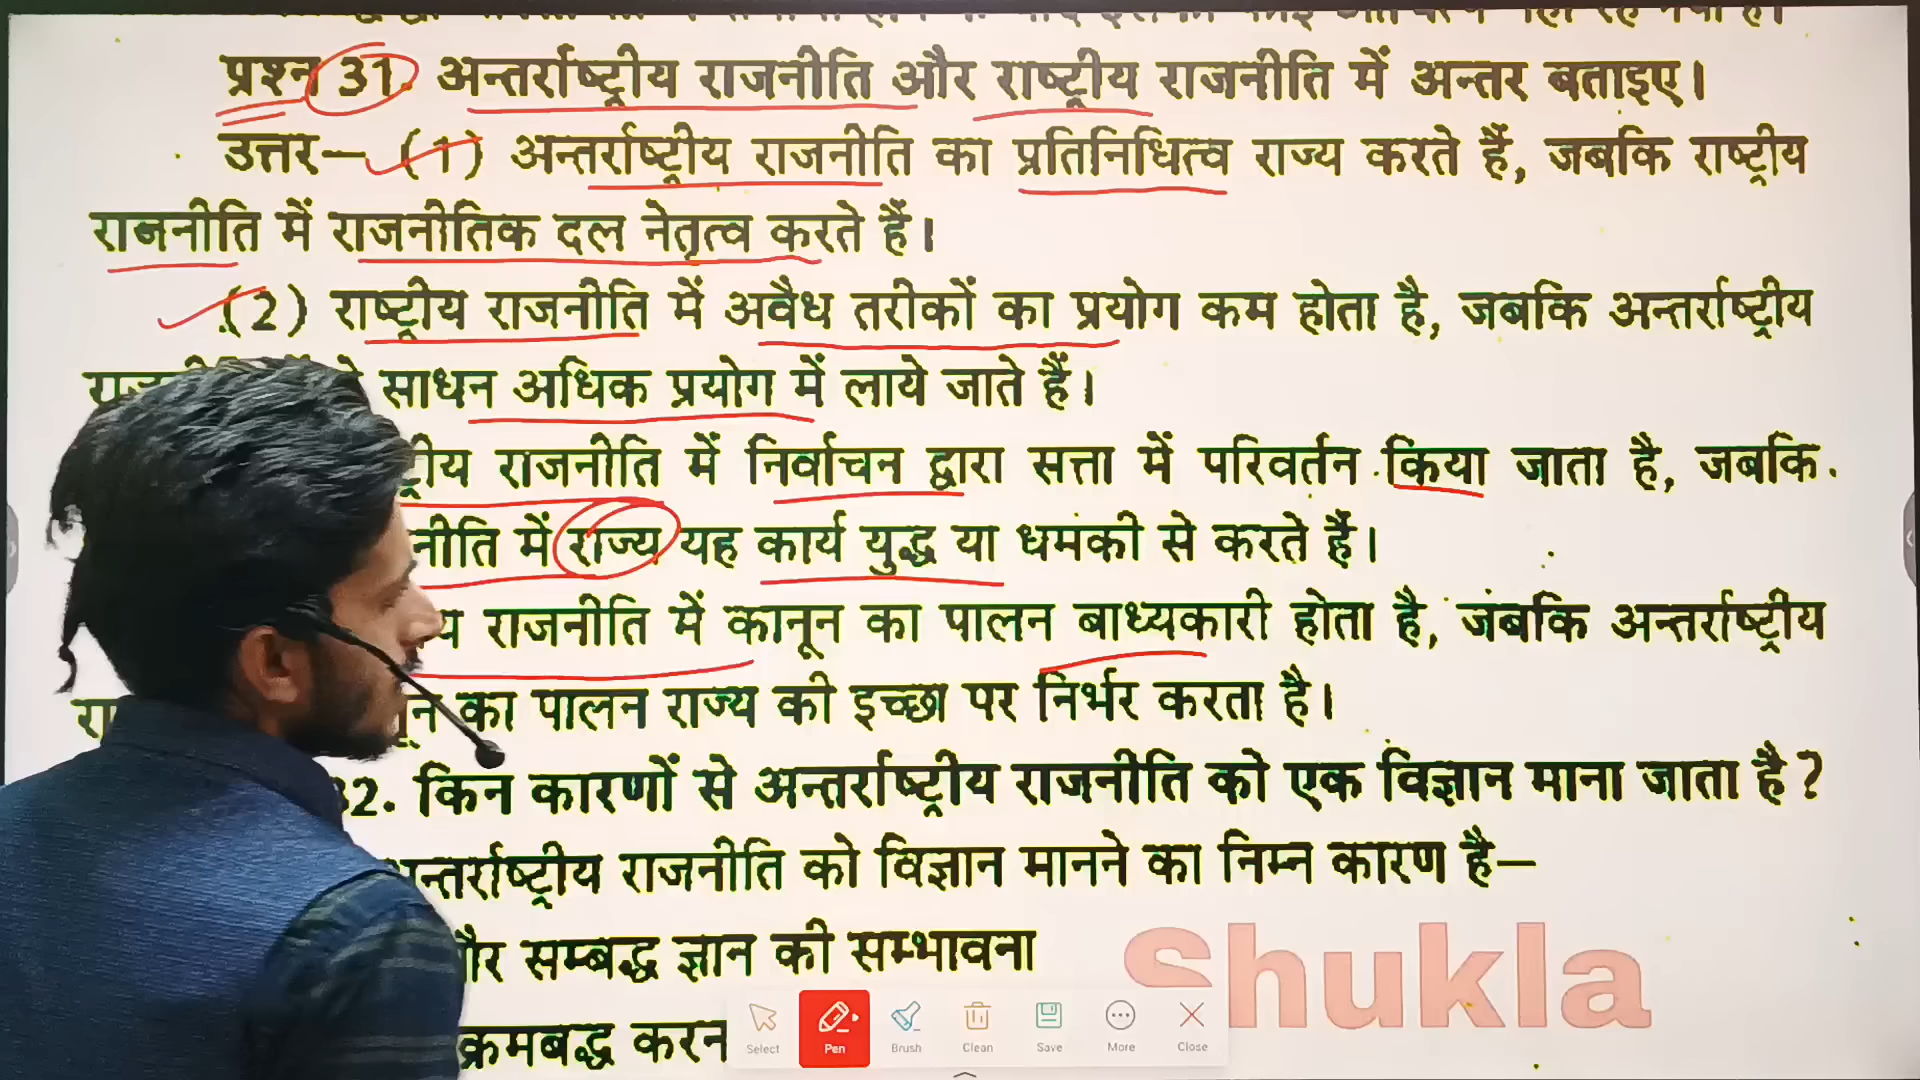 प्रश्न 31. अन्तर्राष्ट्रीय राजनीति और राष्ट्रीय राजनीति में अन्तर बताइए।
उत्तर— (1) अन्तर्राष्ट्रीय राजनीति का प्रतिनिधित्व राज्य करते हैं, जबकि राष्ट्रीय
राजनीति में राजनीतिक दल नेतृत्व करते हैं।
(2) राष्ट्रीय राजनीति में अवैध तरीकों का प्रयोग कम होता है, जबकि अन्तर्राष्ट्रीय
साधन अधिक प्रयोग में लाये जाते हैं।
राजनीति में निर्वाचन द्वारा सत्ता में परिवर्तन किया जाता है, जबकि
में राज्य यह कार्य युद्ध या धमकी से करते हैं।
राजनीति में कानून का पालन बाध्यकारी होता है, जबकि अन्तर्राष्ट्रीय
का पालन राज्य की इच्छा पर निर्भर करता है।
32. किन कारणों से अन्तर्राष्ट्रीय राजनीति को एक विज्ञान माना जाता है?
अन्तर्राष्ट्रीय राजनीति को विज्ञान मानने का निम्न कारण है—
और सम्बद्ध ज्ञान की सम्भावना
Shukla
क्रमबद्ध
Select Pen Brush Clean Save More Close